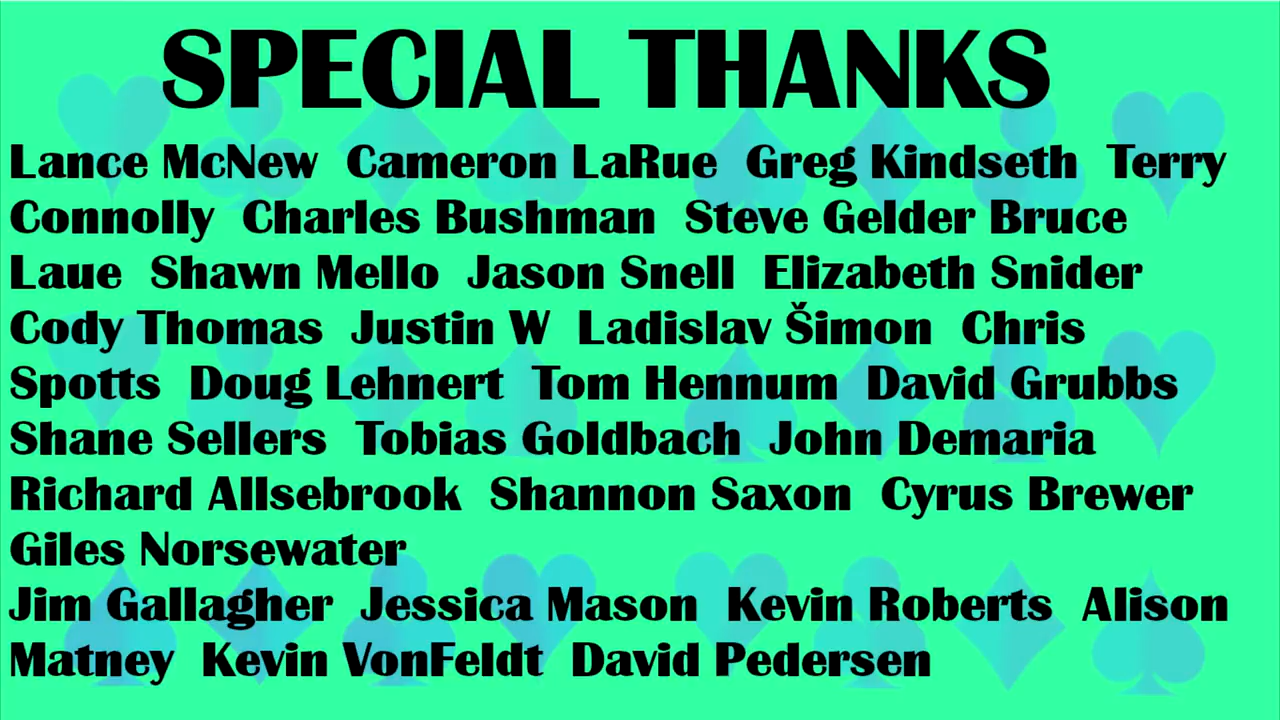 SPECIAL THANKS
Lance McNew  Cameron LaRue  Greg Kindseth  Terry
Connolly  Charles Bushman  Steve Gelder Bruce
Laue  Shawn Mello  Jason Snell  Elizabeth Snider
Cody Thomas  Justin W  Ladislav Šimon  Chris
Spotts  Doug Lehnert  Tom Hennum  David Grubbs
Shane Sellers  Tobias Goldbach  John Demaria
Richard Allsebrook  Shannon Saxon  Cyrus Brewer
Giles Norsewater
Jim Gallagher  Jessica Mason  Kevin Roberts  Alison
Matney  Kevin VonFeldt  David Pedersen